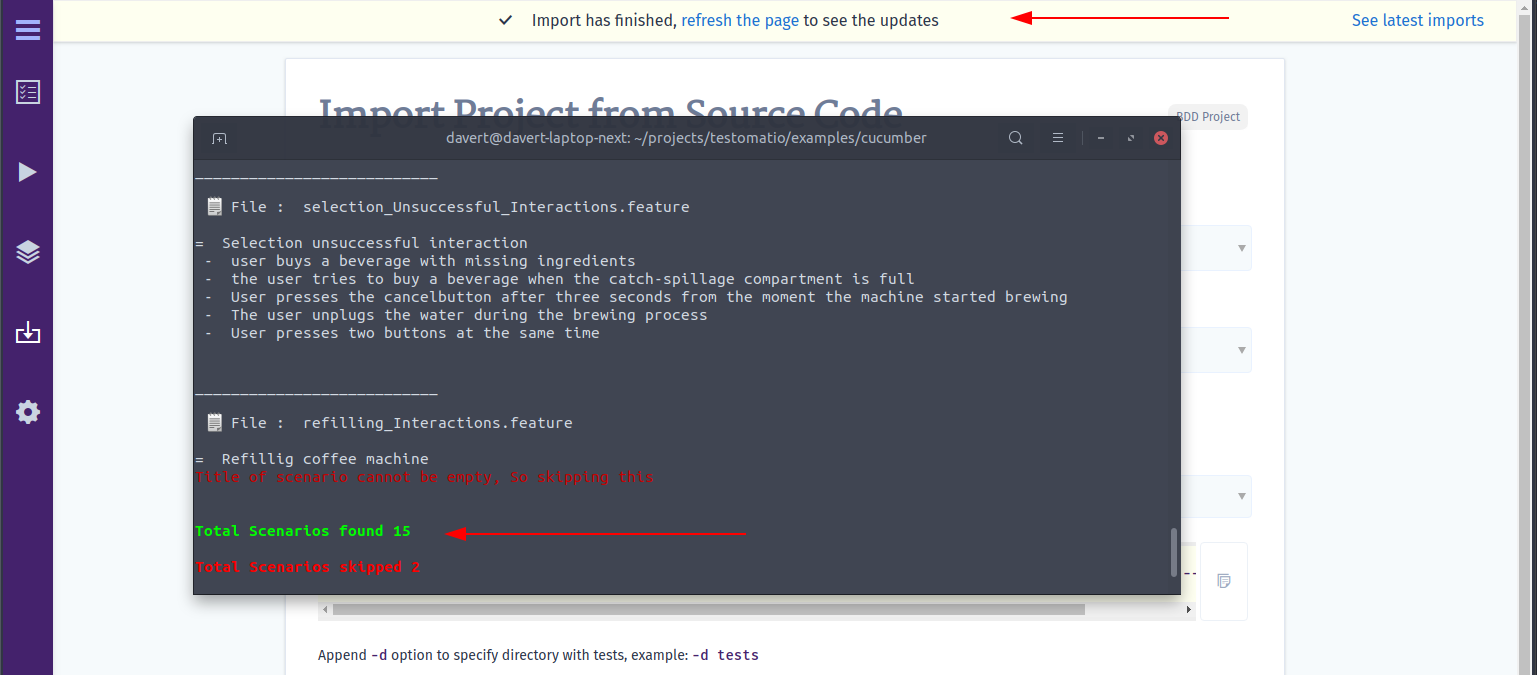 Import has finished, refresh the page to see the updates
See latest imports
Import Project from Source Code
BDD Project
davert@davert-laptop-next: ~/projects/testomatio/examples/cucumber
File : selection_Unsuccessful_Interactions.feature
= Selection unsuccessful interaction
- user buys a beverage with missing ingredients
- the user tries to buy a beverage when the catch-spillage compartment is full
- User presses the cancelbutton after three seconds from the moment the machine started brewing
- The user unplugs the water during the brewing process
- User presses two buttons at the same time
File : refilling_Interactions.feature
= Refillig coffee machine
Title of scenario cannot be empty, So skipping this
Total Scenarios found 15
Total Scenarios skipped 2
--
Append -d option to specify directory with tests, example: -d tests